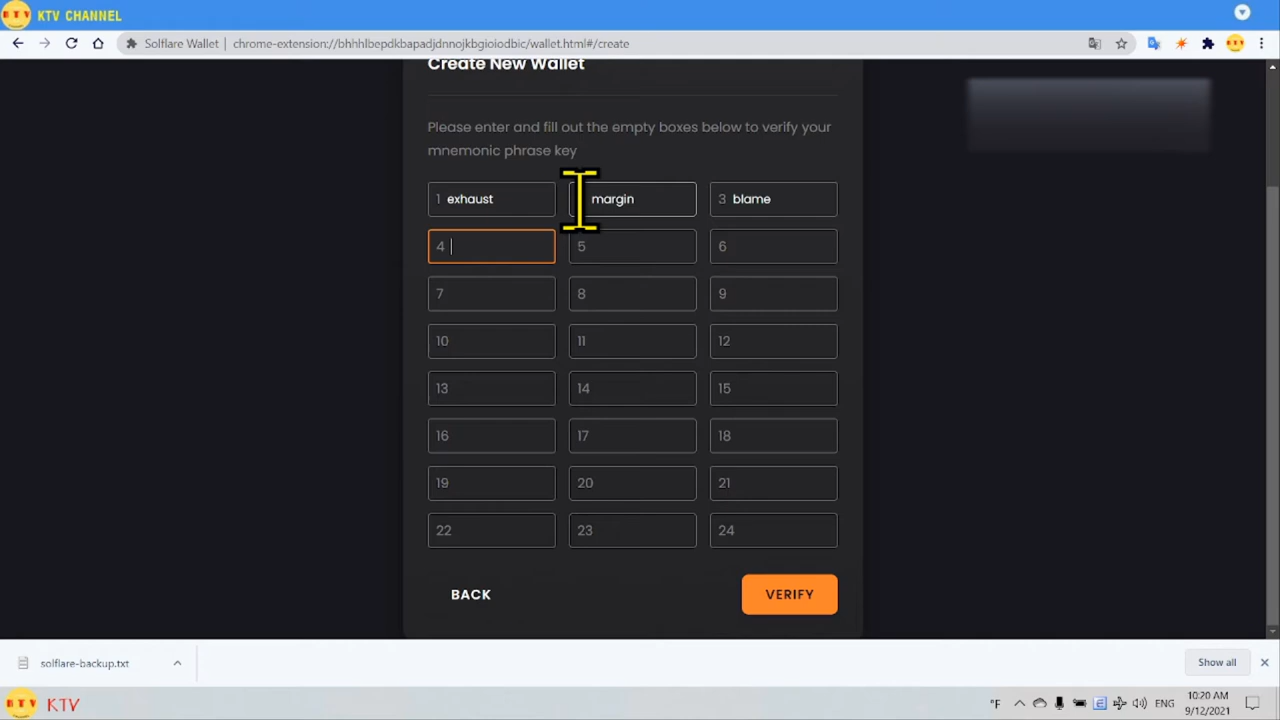 KTV CHANNEL
Solflare Wallet | chrome-extension://bhhhlbepdkbapadjdnnojkbgioiodbic/wallet.html#/create
Create New Wallet
Please enter and fill out the empty boxes below to verify your
mnemonic phrase key
1 exhaust margin 3 blame
4 5 6
7 8 9
10 11 12
13 14 15
16 17 18
19 20 21
22 23 24
BACK VERIFY
solflare-backup.txt Show all
KTV °F ENG 10:20 AM
9/12/2021